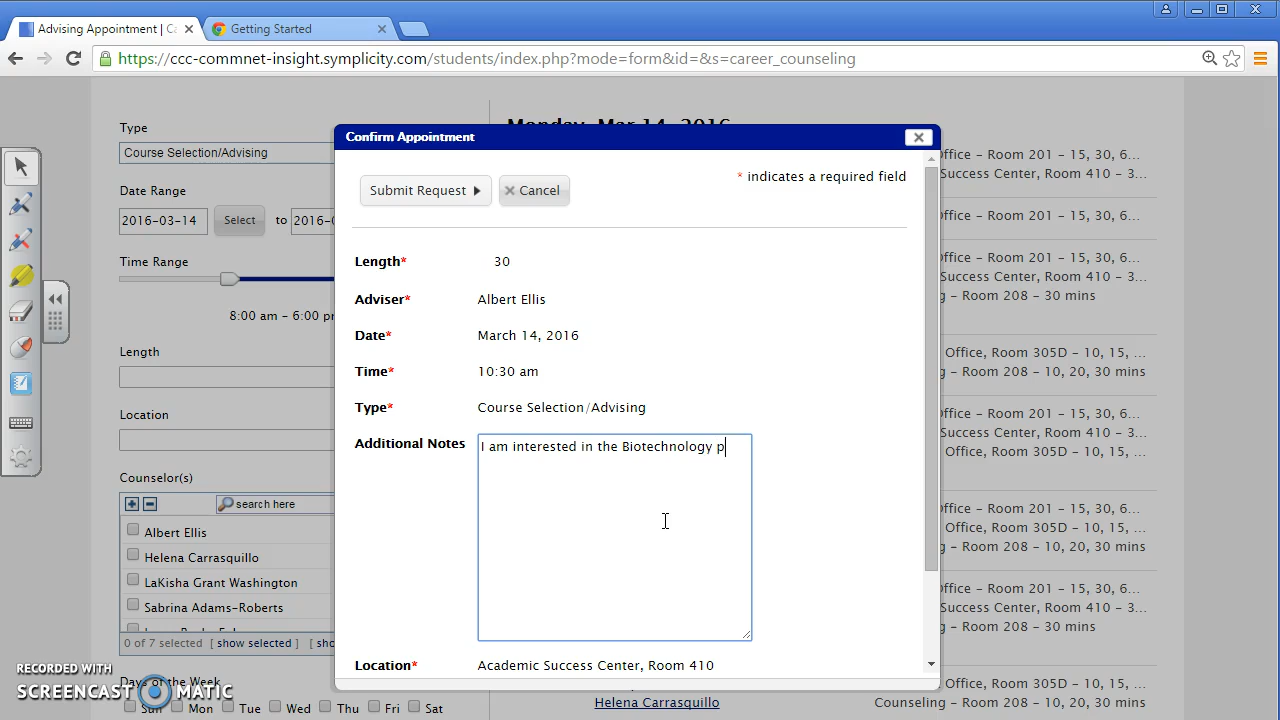 Advising Appointment | Ca
Getting Started
https://ccc-commnet-insight.symplicity.com/students/index.php?mode=form&id=&s=career_counseling
Type
Course Selection/Advising
Date Range
2016-03-14 Select to 2016-0
Time Range
8:00 am – 6:00 pm
Length
Location
Counselor(s)
search here
Albert Ellis
Helena Carrasquillo
LaKisha Grant Washington
Sabrina Adams-Roberts
0 of 7 selected [ show selected ] [ sho
Days of the Week
Sun Mon Tue Wed Thu Fri Sat
Monday, Mar 14, 2016
Confirm Appointment
* indicates a required field
Submit Request Cancel
Length* 30
Adviser* Albert Ellis
Date* March 14, 2016
Time* 10:30 am
Type* Course Selection/Advising
Additional Notes I am interested in the Biotechnology p
Location* Academic Success Center, Room 410
Office – Room 201 – 15, 30, 6...
Success Center, Room 410 – 3...
Office – Room 201 – 15, 30, 6...
Office – Room 201 – 15, 30, 6...
Success Center, Room 410 – 3...
g – Room 208 – 30 mins
Office, Room 305D – 10, 15, ...
g – Room 208 – 10, 20, 30 mins
Office – Room 201 – 15, 30, 6...
Success Center, Room 410 – 3...
Office, Room 305D – 10, 15, ...
Office – Room 201 – 15, 30, 6...
Office, Room 305D – 10, 15, ...
g – Room 208 – 10, 20, 30 mins
Office – Room 201 – 15, 30, 6...
Success Center, Room 410 – 3...
g – Room 208 – 30 mins
Office, Room 305D – 10, 15, ...
Helena Carrasquillo Counseling – Room 208 – 10, 20, 30 mins
RECORDED WITH
SCREENCAST MATIC